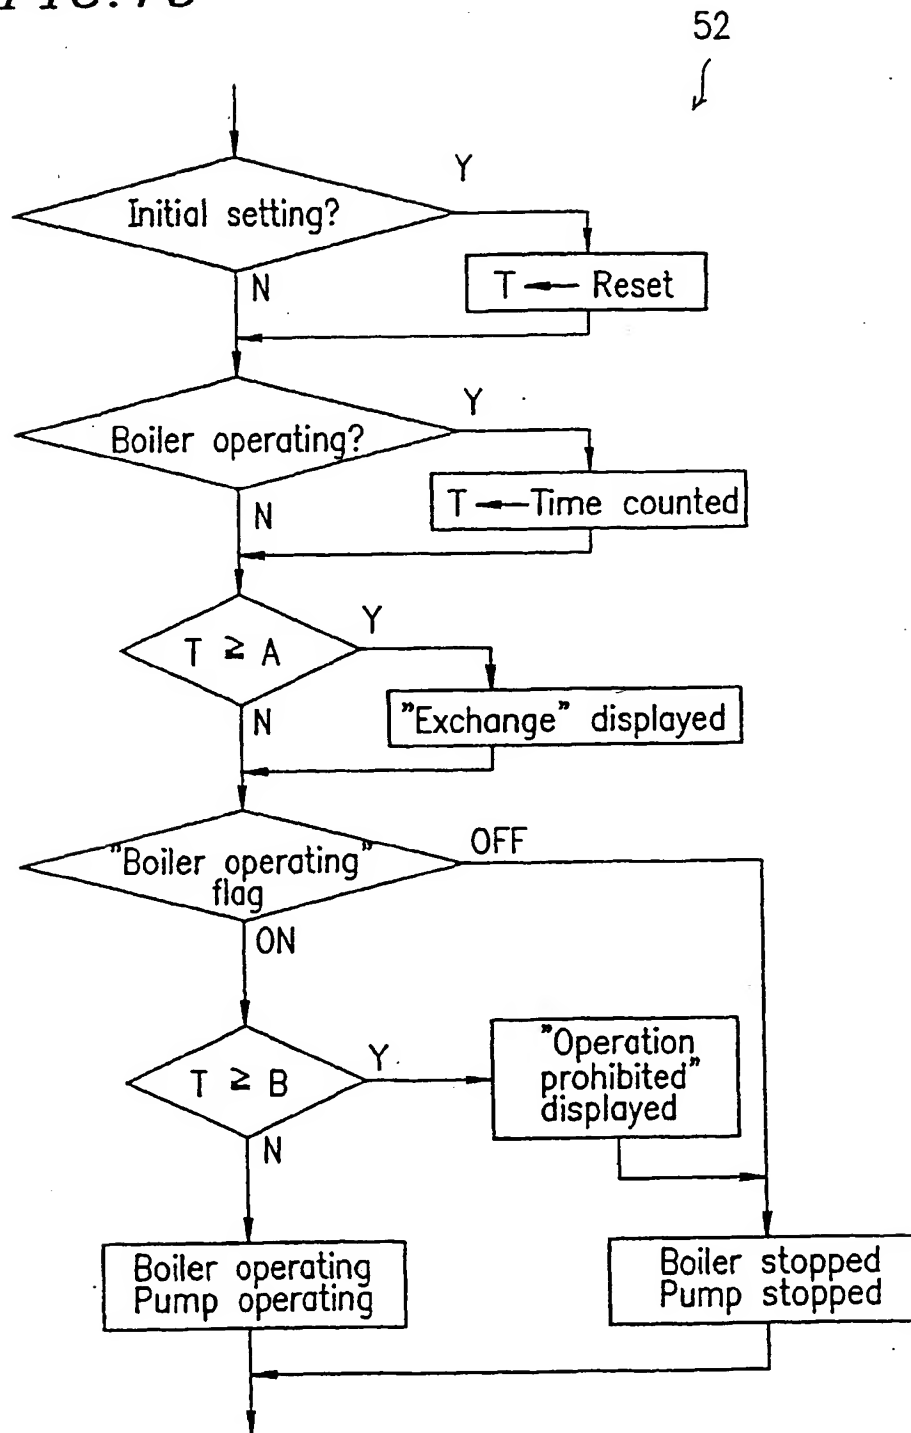 52
Initial setting?
Y
N
T ← Reset
Boiler operating?
Y
N
T ← Time counted
T ≧ A
Y
N
"Exchange" displayed
"Boiler operating"
flag
OFF
ON
T ≧ B
Y
N
"Operation
prohibited"
displayed
Boiler operating
Pump operating
Boiler stopped
Pump stopped